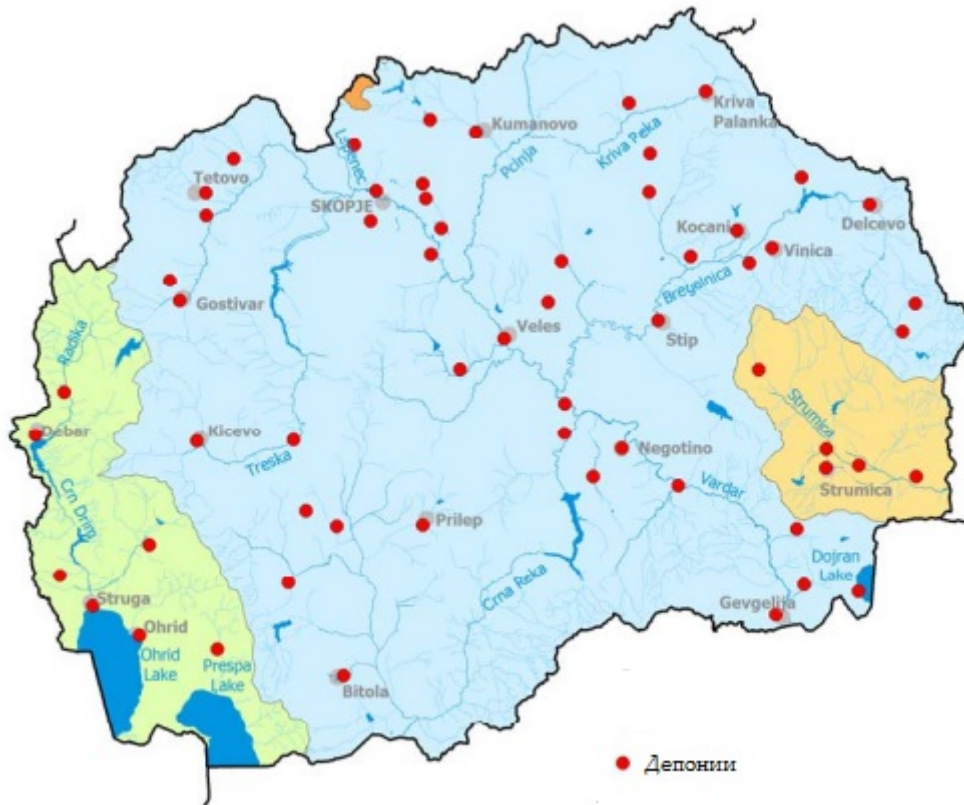 Kriva
Palanka
Kumanovo
Kriva Peka
Pcinja
Lepenec
Tetovo
SKOPJE
Kocani
Delcevo
Vinica
Bregelnica
Gostivar
Veles
Stip
Radika
Strumica
Debar
Kicevo
Treska
Negotino
Vardar
Strumica
Crn Drim
Prilep
Dojran
Lake
Crna Reka
Struga
Gevgelija
Ohrid
Ohrid
Lake
Prespa
Lake
Bitola
Депонии